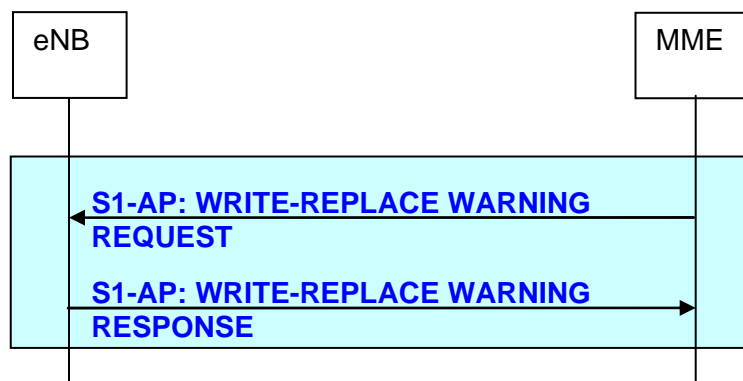 eNB
MME
S1-AP: WRITE-REPLACE WARNING
REQUEST
S1-AP: WRITE-REPLACE WARNING
RESPONSE